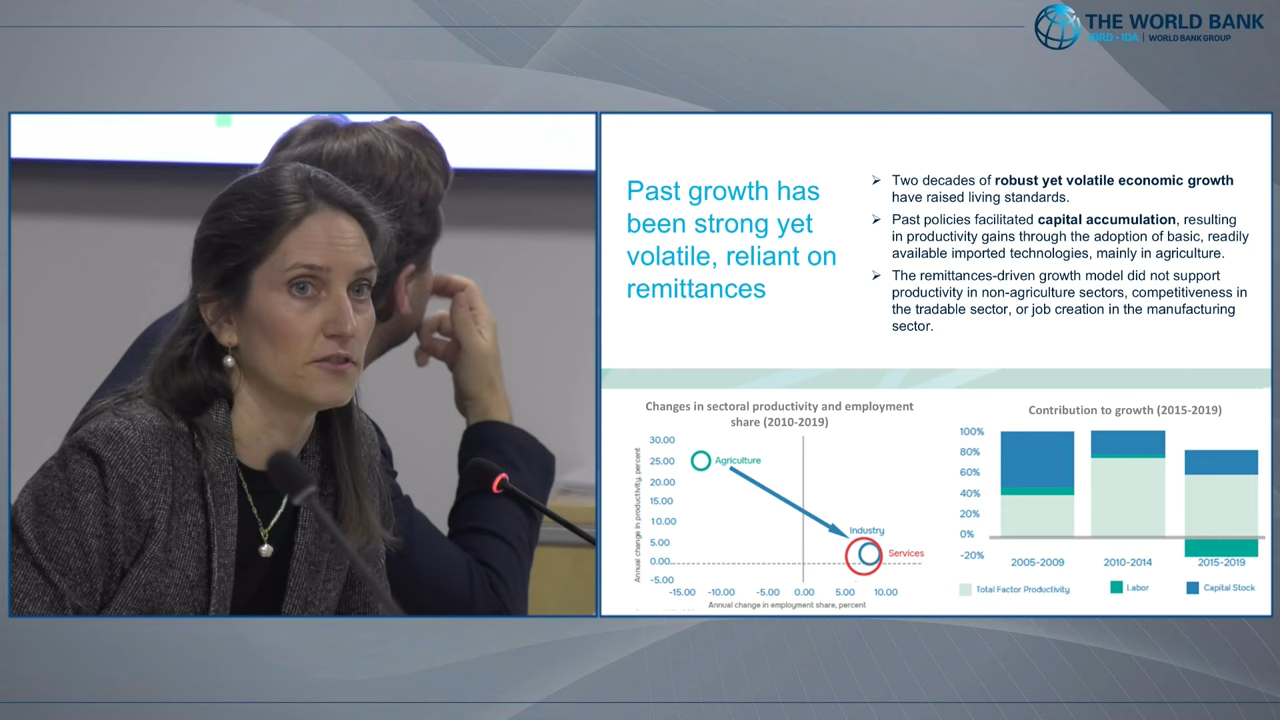 THE WORLD BANK
IBRD • IDA | WORLD BANK GROUP
Past growth has
been strong yet
volatile, reliant on
remittances
➢ Two decades of robust yet volatile economic growth
have raised living standards.
➢ Past policies facilitated capital accumulation, resulting
in productivity gains through the adoption of basic, readily
available imported technologies, mainly in agriculture.
➢ The remittances-driven growth model did not support
productivity in non-agriculture sectors, competitiveness in
the tradable sector, or job creation in the manufacturing
sector.
Changes in sectoral productivity and employment
share (2010-2019)
Annual change in productivity, percent
30.00
25.00
20.00
15.00
10.00
5.00
0.00
-5.00
Agriculture
Industry
Services
-15.00 -10.00 -5.00 0.00 5.00 10.00
Annual change in employment share, percent
Contribution to growth (2015-2019)
100%
80%
60%
40%
20%
0%
-20%
2005-2009 2010-2014 2015-2019
Total Factor Productivity Labor Capital Stock